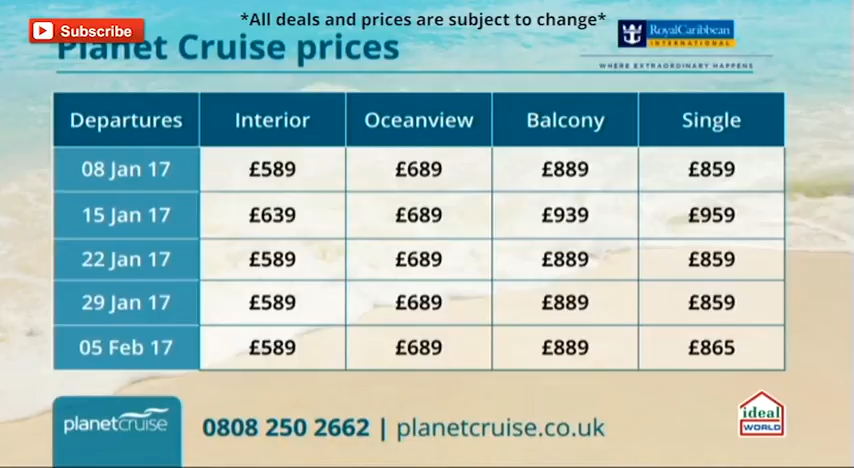 *All deals and prices are subject to change*
Subscribe
Planet Cruise prices
RoyalCaribbean
INTERNATIONAL
WHERE EXTRAORDINARY HAPPENS
Departures Interior Oceanview Balcony Single
08 Jan 17 £589 £689 £889 £859
15 Jan 17 £639 £689 £939 £959
22 Jan 17 £589 £689 £889 £859
29 Jan 17 £589 £689 £889 £859
05 Feb 17 £589 £689 £889 £865
planetcruise
0808 250 2662 | planetcruise.co.uk
ideal
WORLD